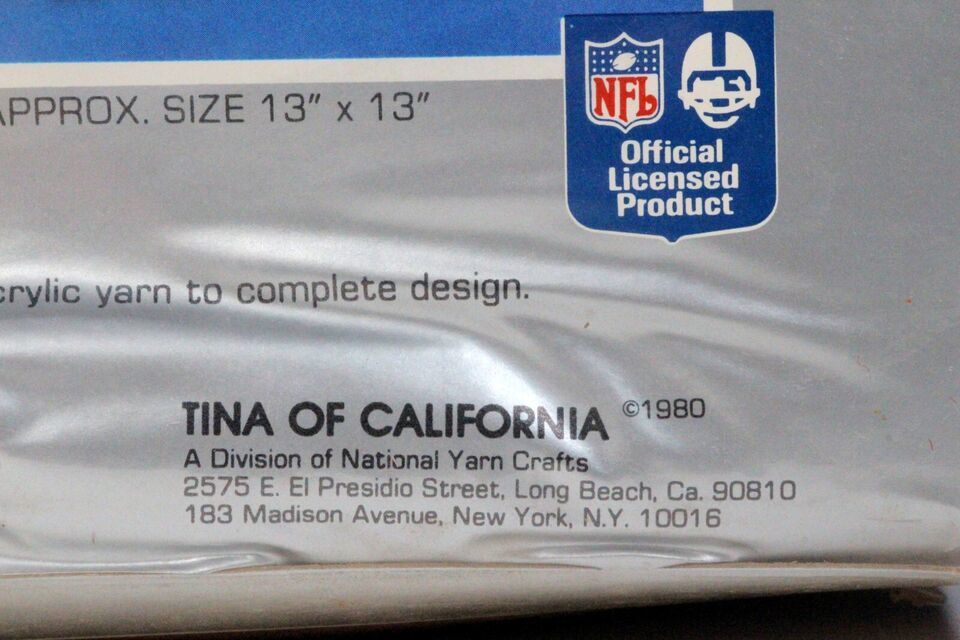 APPROX. SIZE 13" x 13"
NFL
Official
Licensed
Product
crylic yarn to complete design.
TINA OF CALIFORNIA ©1980
A Division of National Yarn Crafts
2575 E. El Presidio Street, Long Beach, Ca. 90810
183 Madison Avenue, New York, N.Y. 10016